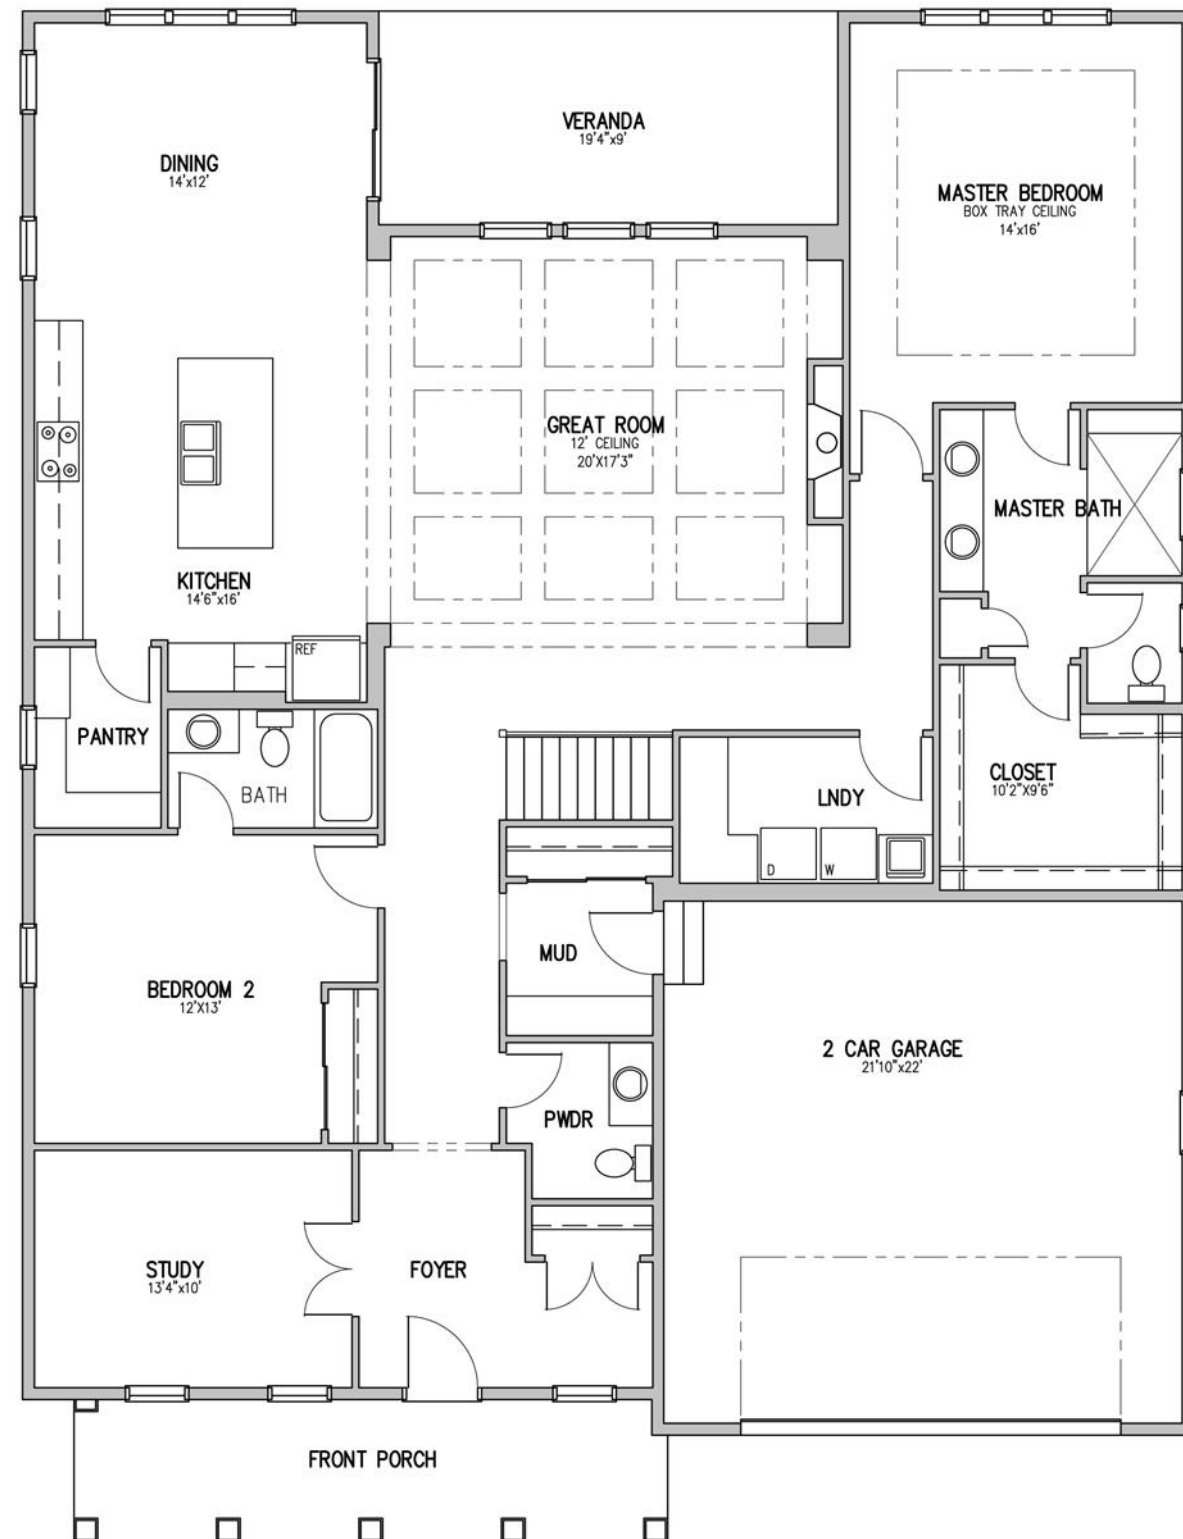 VERANDA
19'4"x9'
DINING
14'x12'
MASTER BEDROOM
BOX TRAY CEILING
14'x16'
GREAT ROOM
12' CEILING
20'X17'3"
MASTER BATH
KITCHEN
14'6"x16'
REF
PANTRY
BATH
CLOSET
10'2"X9'6"
LNDY
D
W
MUD
BEDROOM 2
12'X13'
2 CAR GARAGE
21'10"x22'
PWDR
STUDY
13'4"x10'
FOYER
FRONT PORCH